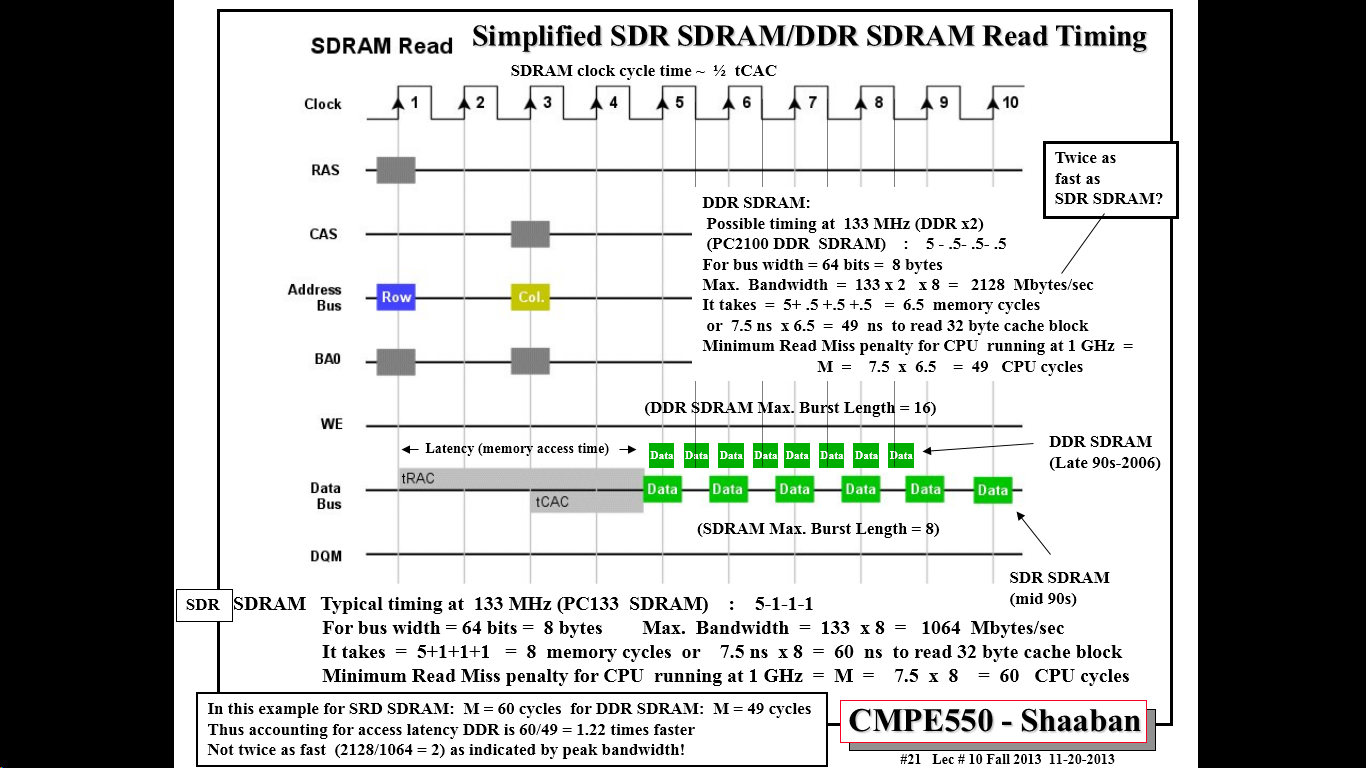 SDRAM Read
Simplified SDR SDRAM/DDR SDRAM Read Timing
SDRAM clock cycle time ~ ½ tCAC
Clock
1 2 3 4 5 6 7 8 9 10
RAS
Twice as
fast as
SDR SDRAM?
CAS
Address
Bus
Row
Col.
DDR SDRAM:
Possible timing at 133 MHz (DDR x2)
(PC2100 DDR SDRAM) : 5 - .5- .5- .5
For bus width = 64 bits = 8 bytes
Max. Bandwidth = 133 x 2 x 8 = 2128 Mbytes/sec
It takes = 5+ .5 +.5 +.5 = 6.5 memory cycles
or 7.5 ns x 6.5 = 49 ns to read 32 byte cache block
Minimum Read Miss penalty for CPU running at 1 GHz =
M = 7.5 x 6.5 = 49 CPU cycles
BA0
(DDR SDRAM Max. Burst Length = 16)
WE
Latency (memory access time)
Data Data Data Data Data Data Data Data
DDR SDRAM
(Late 90s-2006)
tRAC
Data
Bus
tCAC
Data Data Data Data Data Data
(SDRAM Max. Burst Length = 8)
DQM
SDR SDRAM
(mid 90s)
SDR SDRAM Typical timing at 133 MHz (PC133 SDRAM) : 5-1-1-1
For bus width = 64 bits = 8 bytes Max. Bandwidth = 133 x 8 = 1064 Mbytes/sec
It takes = 5+1+1+1 = 8 memory cycles or 7.5 ns x 8 = 60 ns to read 32 byte cache block
Minimum Read Miss penalty for CPU running at 1 GHz = M = 7.5 x 8 = 60 CPU cycles
In this example for SRD SDRAM: M = 60 cycles for DDR SDRAM: M = 49 cycles
Thus accounting for access latency DDR is 60/49 = 1.22 times faster
Not twice as fast (2128/1064 = 2) as indicated by peak bandwidth!
CMPE550 - Shaaban
#21 Lec # 10 Fall 2013 11-20-2013